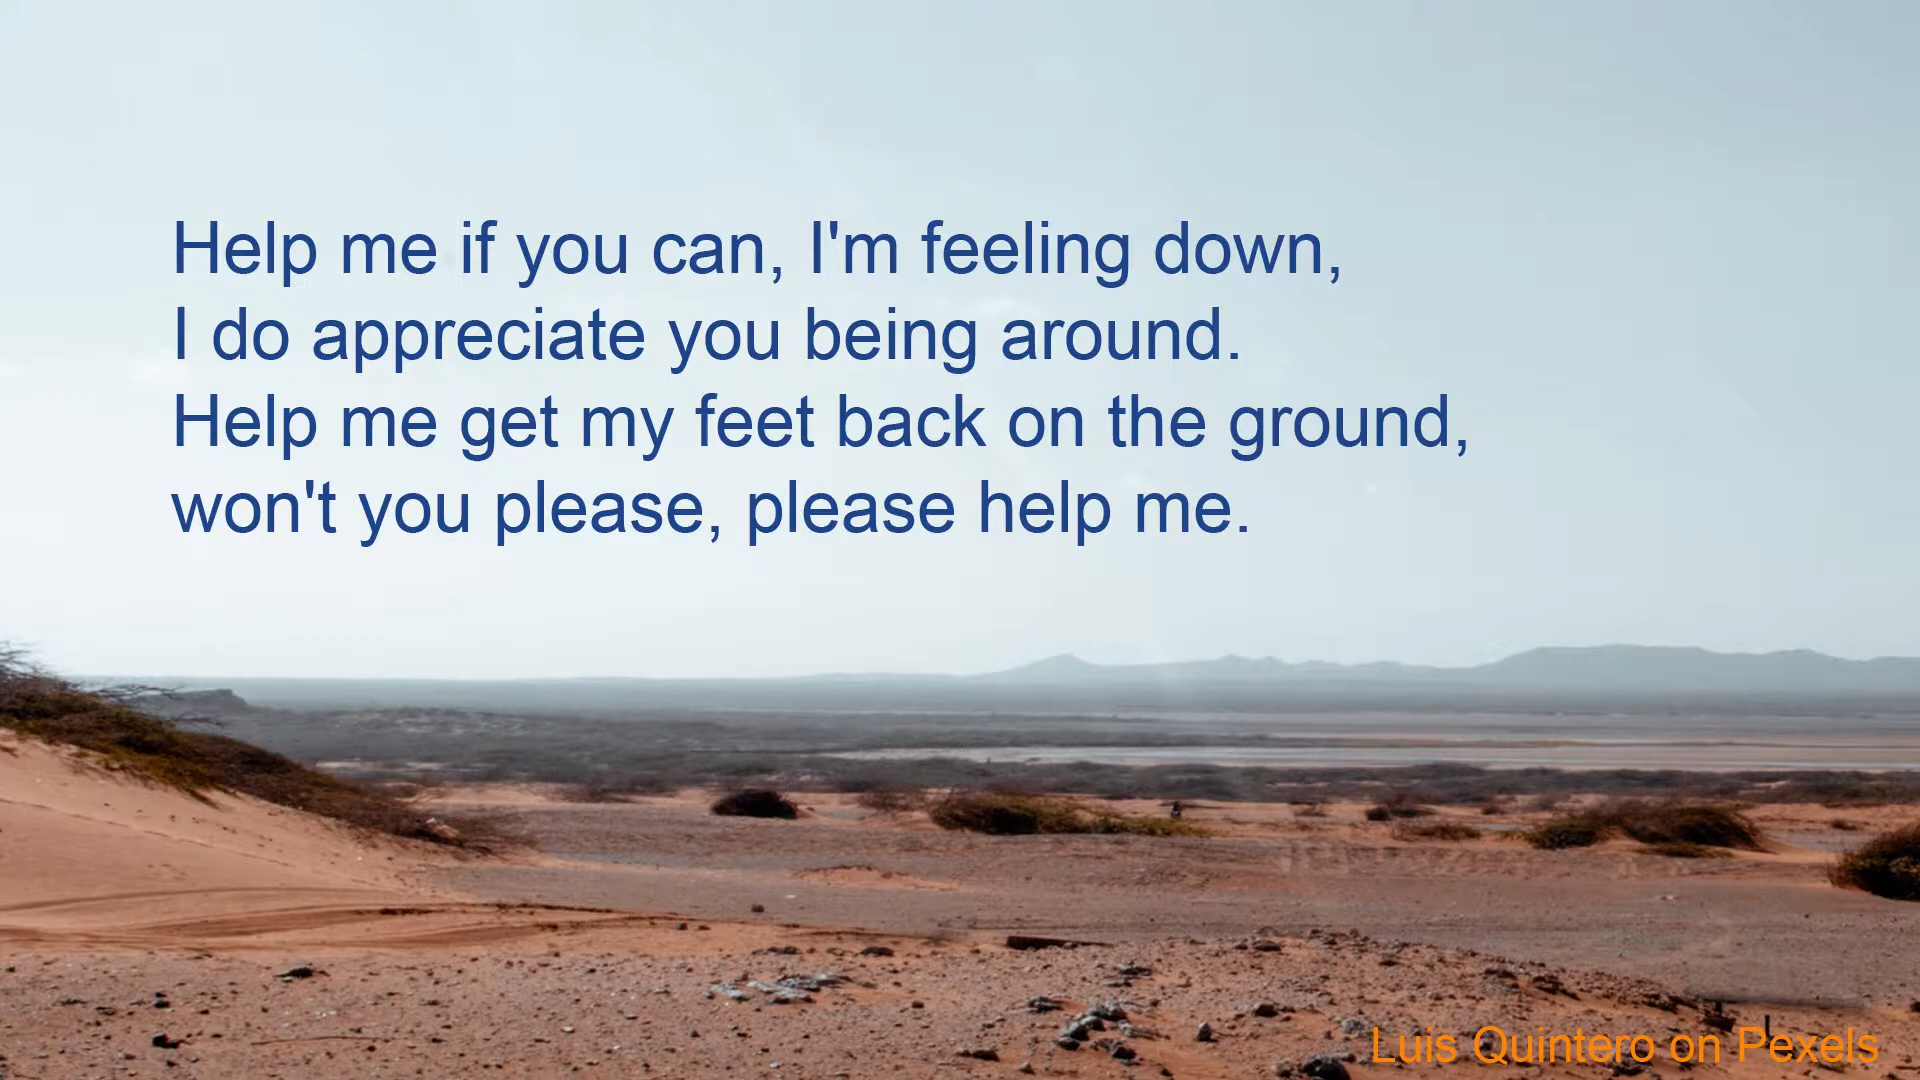 Help me if you can, I'm feeling down,
I do appreciate you being around.
Help me get my feet back on the ground,
won't you please, please help me.
Luis Quintero on Pexels